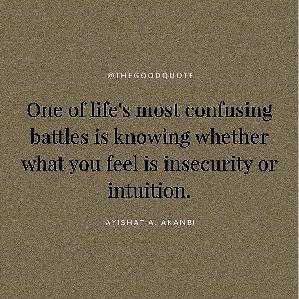 @THEGOODQUOTE
One of life's most confusing
battles is knowing whether
what you feel is insecurity or
intuition.
AYISHAT A. AKANBI